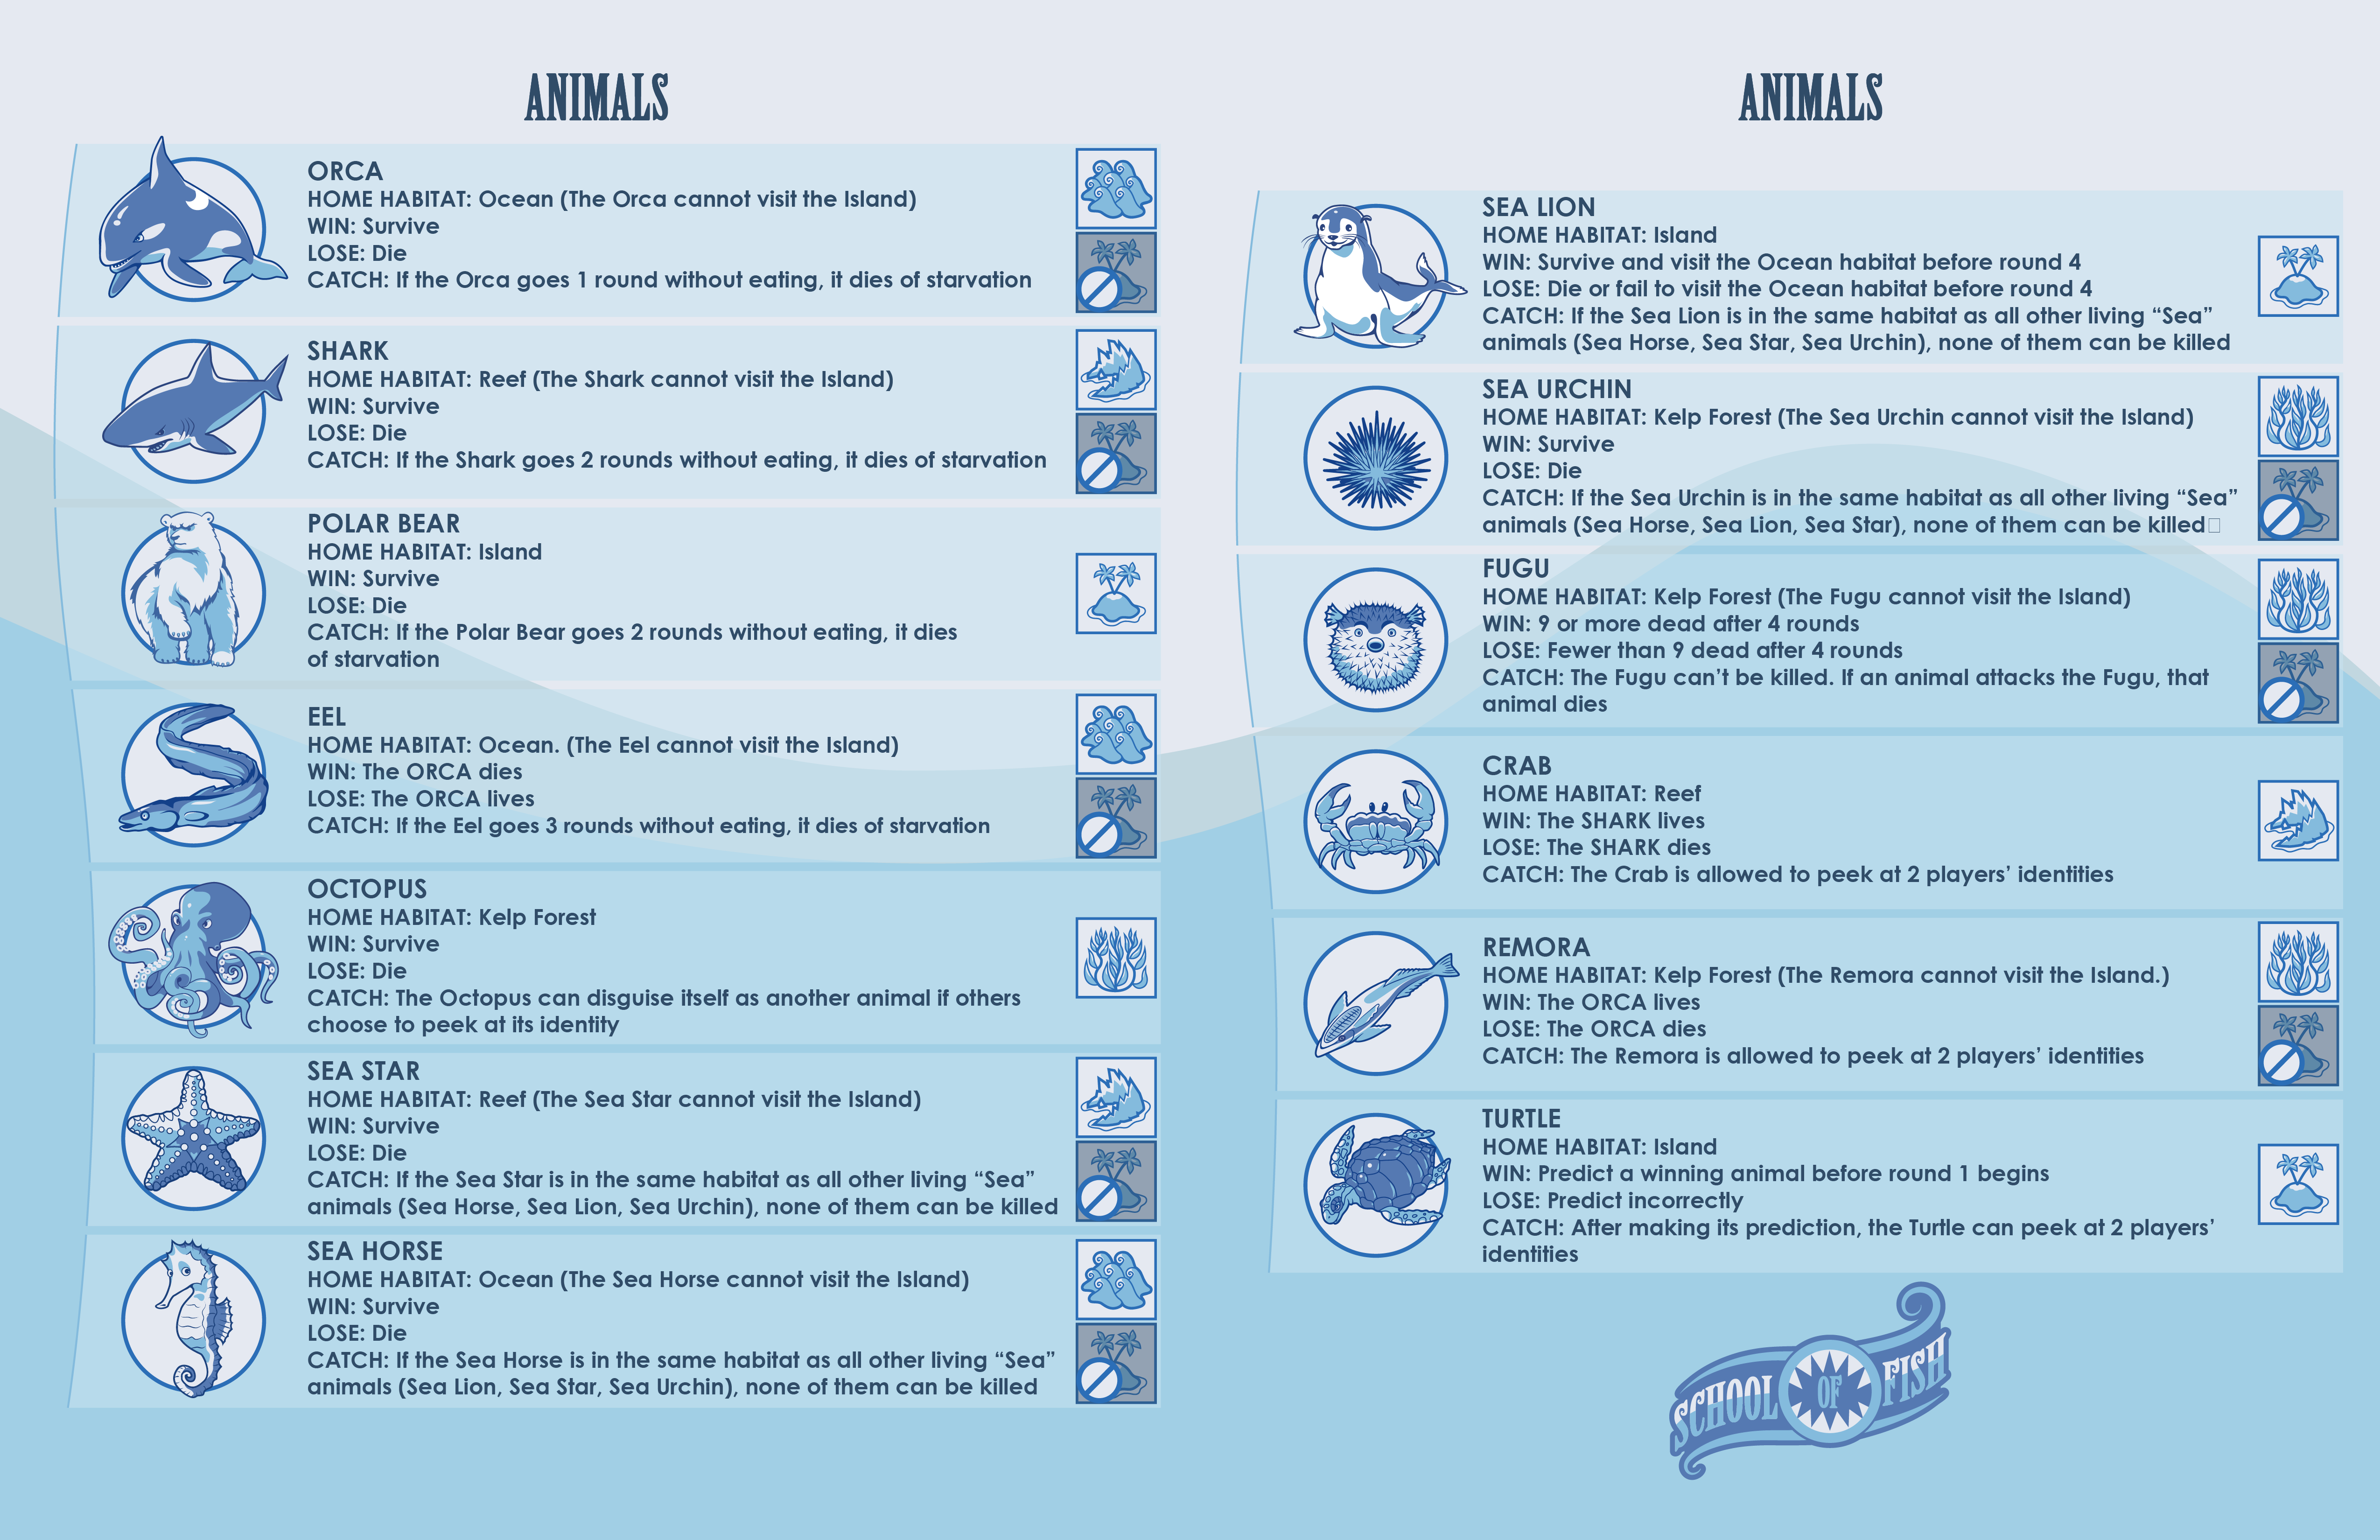 ANIMALS
ORCA
HOME HABITAT: Ocean (The Orca cannot visit the Island)
WIN: Survive
LOSE: Die
CATCH: If the Orca goes 1 round without eating, it dies of starvation
SHARK
HOME HABITAT: Reef (The Shark cannot visit the Island)
WIN: Survive
LOSE: Die
CATCH: If the Shark goes 2 rounds without eating, it dies of starvation
POLAR BEAR
HOME HABITAT: Island
WIN: Survive
LOSE: Die
CATCH: If the Polar Bear goes 2 rounds without eating, it dies
of starvation
EEL
HOME HABITAT: Ocean. (The Eel cannot visit the Island)
WIN: The ORCA dies
LOSE: The ORCA lives
CATCH: If the Eel goes 3 rounds without eating, it dies of starvation
OCTOPUS
HOME HABITAT: Kelp Forest
WIN: Survive
LOSE: Die
CATCH: The Octopus can disguise itself as another animal if others
choose to peek at its identity
SEA STAR
HOME HABITAT: Reef (The Sea Star cannot visit the Island)
WIN: Survive
LOSE: Die
CATCH: If the Sea Star is in the same habitat as all other living “Sea”
animals (Sea Horse, Sea Lion, Sea Urchin), none of them can be killed
SEA HORSE
HOME HABITAT: Ocean (The Sea Horse cannot visit the Island)
WIN: Survive
LOSE: Die
CATCH: If the Sea Horse is in the same habitat as all other living “Sea”
animals (Sea Lion, Sea Star, Sea Urchin), none of them can be killed
ANIMALS
SEA LION
HOME HABITAT: Island
WIN: Survive and visit the Ocean habitat before round 4
LOSE: Die or fail to visit the Ocean habitat before round 4
CATCH: If the Sea Lion is in the same habitat as all other living “Sea”
animals (Sea Horse, Sea Star, Sea Urchin), none of them can be killed
SEA URCHIN
HOME HABITAT: Kelp Forest (The Sea Urchin cannot visit the Island)
WIN: Survive
LOSE: Die
CATCH: If the Sea Urchin is in the same habitat as all other living “Sea”
animals (Sea Horse, Sea Lion, Sea Star), none of them can be killed
FUGU
HOME HABITAT: Kelp Forest (The Fugu cannot visit the Island)
WIN: 9 or more dead after 4 rounds
LOSE: Fewer than 9 dead after 4 rounds
CATCH: The Fugu can’t be killed. If an animal attacks the Fugu, that
animal dies
CRAB
HOME HABITAT: Reef
WIN: The SHARK lives
LOSE: The SHARK dies
CATCH: The Crab is allowed to peek at 2 players’ identities
REMORA
HOME HABITAT: Kelp Forest (The Remora cannot visit the Island.)
WIN: The ORCA lives
LOSE: The ORCA dies
CATCH: The Remora is allowed to peek at 2 players’ identities
TURTLE
HOME HABITAT: Island
WIN: Predict a winning animal before round 1 begins
LOSE: Predict incorrectly
CATCH: After making its prediction, the Turtle can peek at 2 players’
identities
SCHOOL OF FISH